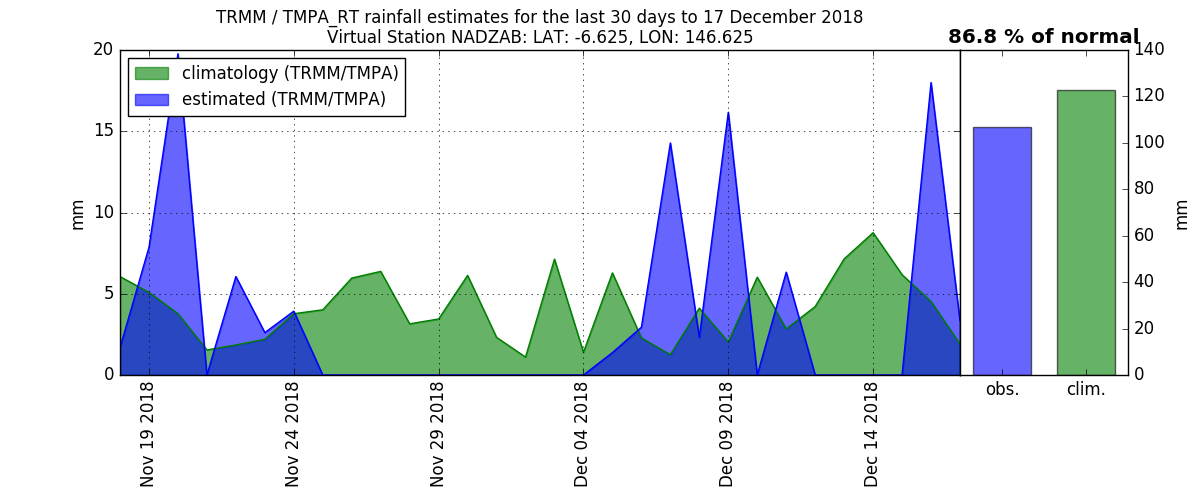 TRMM / TMPA_RT rainfall estimates for the last 30 days to 17 December 2018
Virtual Station NADZAB: LAT: -6.625, LON: 146.625
86.8 % of normal
climatology (TRMM/TMPA)
estimated (TRMM/TMPA)
20
15
10
5
0
mm
Nov 19 2018
Nov 24 2018
Nov 29 2018
Dec 04 2018
Dec 09 2018
Dec 14 2018
obs.
clim.
140
120
100
80
60
40
20
0
mm